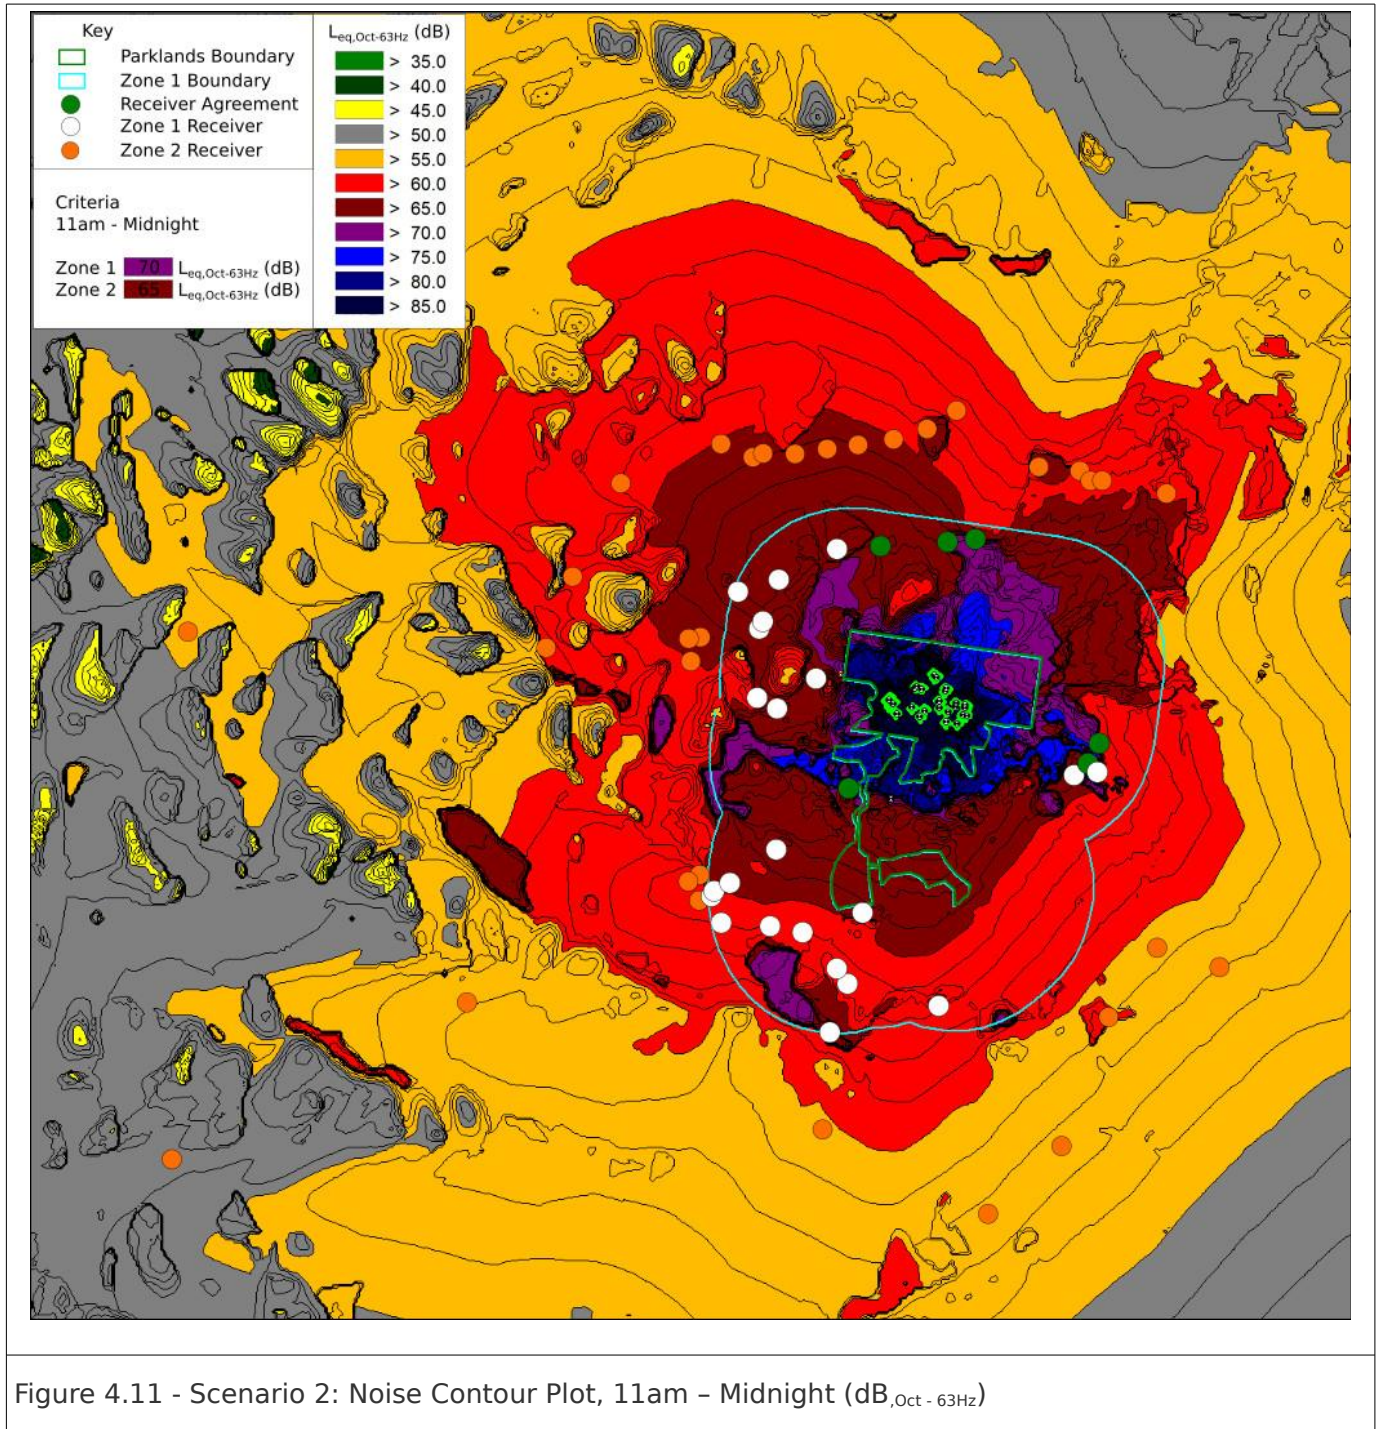 Key
Parklands Boundary
Zone 1 Boundary
Receiver Agreement
Zone 1 Receiver
Zone 2 Receiver
Criteria
11am - Midnight
Zone 1 70 Leq,Oct-63Hz (dB)
Zone 2 65 Leq,Oct-63Hz (dB)
Leq,Oct-63Hz (dB)
> 35.0
> 40.0
> 45.0
> 50.0
> 55.0
> 60.0
> 65.0
> 70.0
> 75.0
> 80.0
> 85.0
Figure 4.11 - Scenario 2: Noise Contour Plot, 11am – Midnight (dB,Oct - 63Hz)